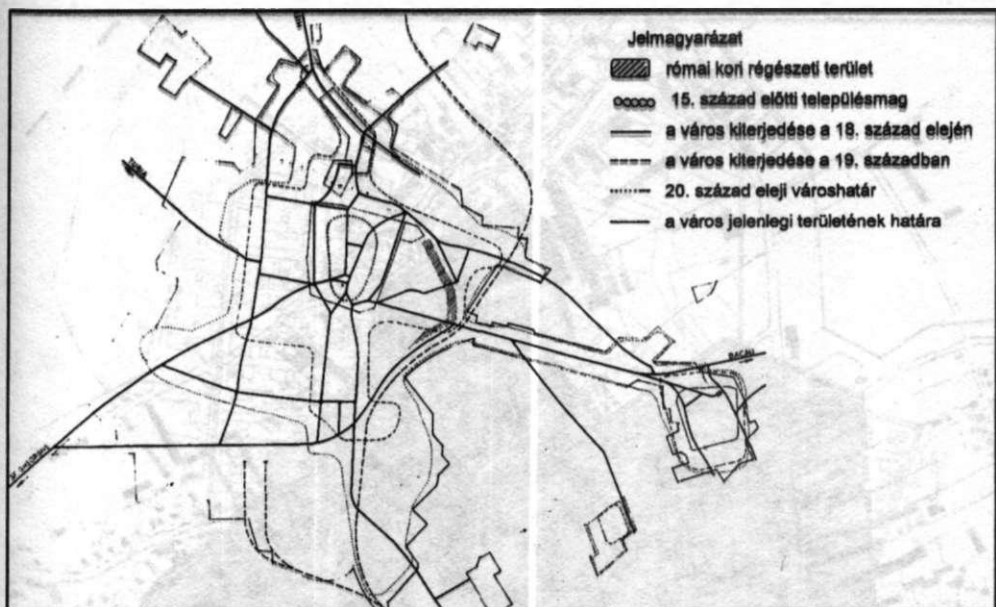 Jelmagyarázat
római kori régészeti terület
15. század előtti településmag
a város kiterjedése a 18. század elején
a város kiterjedése a 19. században
20. század eleji városhatár
a város jelenlegi területének határa
BACAU